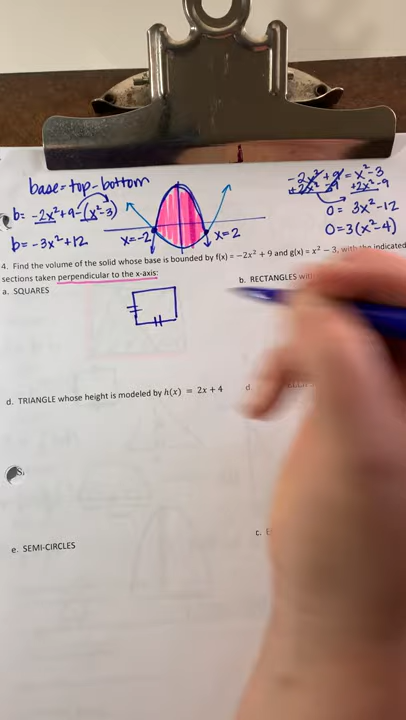 base = top - bottom
b = -2x² + 9 - (x² - 3)
b = -3x² + 12
x = -2
x = 2
-2x² + 9 = x² - 3
+2x² -9 +2x² - 9
0 = 3x² - 12
0 = 3(x² - 4)
4. Find the volume of the solid whose base is bounded by f(x) = −2x² + 9 and g(x) = x² − 3, with the indicated
sections taken perpendicular to the x-axis:
a. SQUARES
b. RECTANGLES
d. TRIANGLE whose height is modeled by h(x) = 2x + 4
d.
e. SEMI-CIRCLES
c.